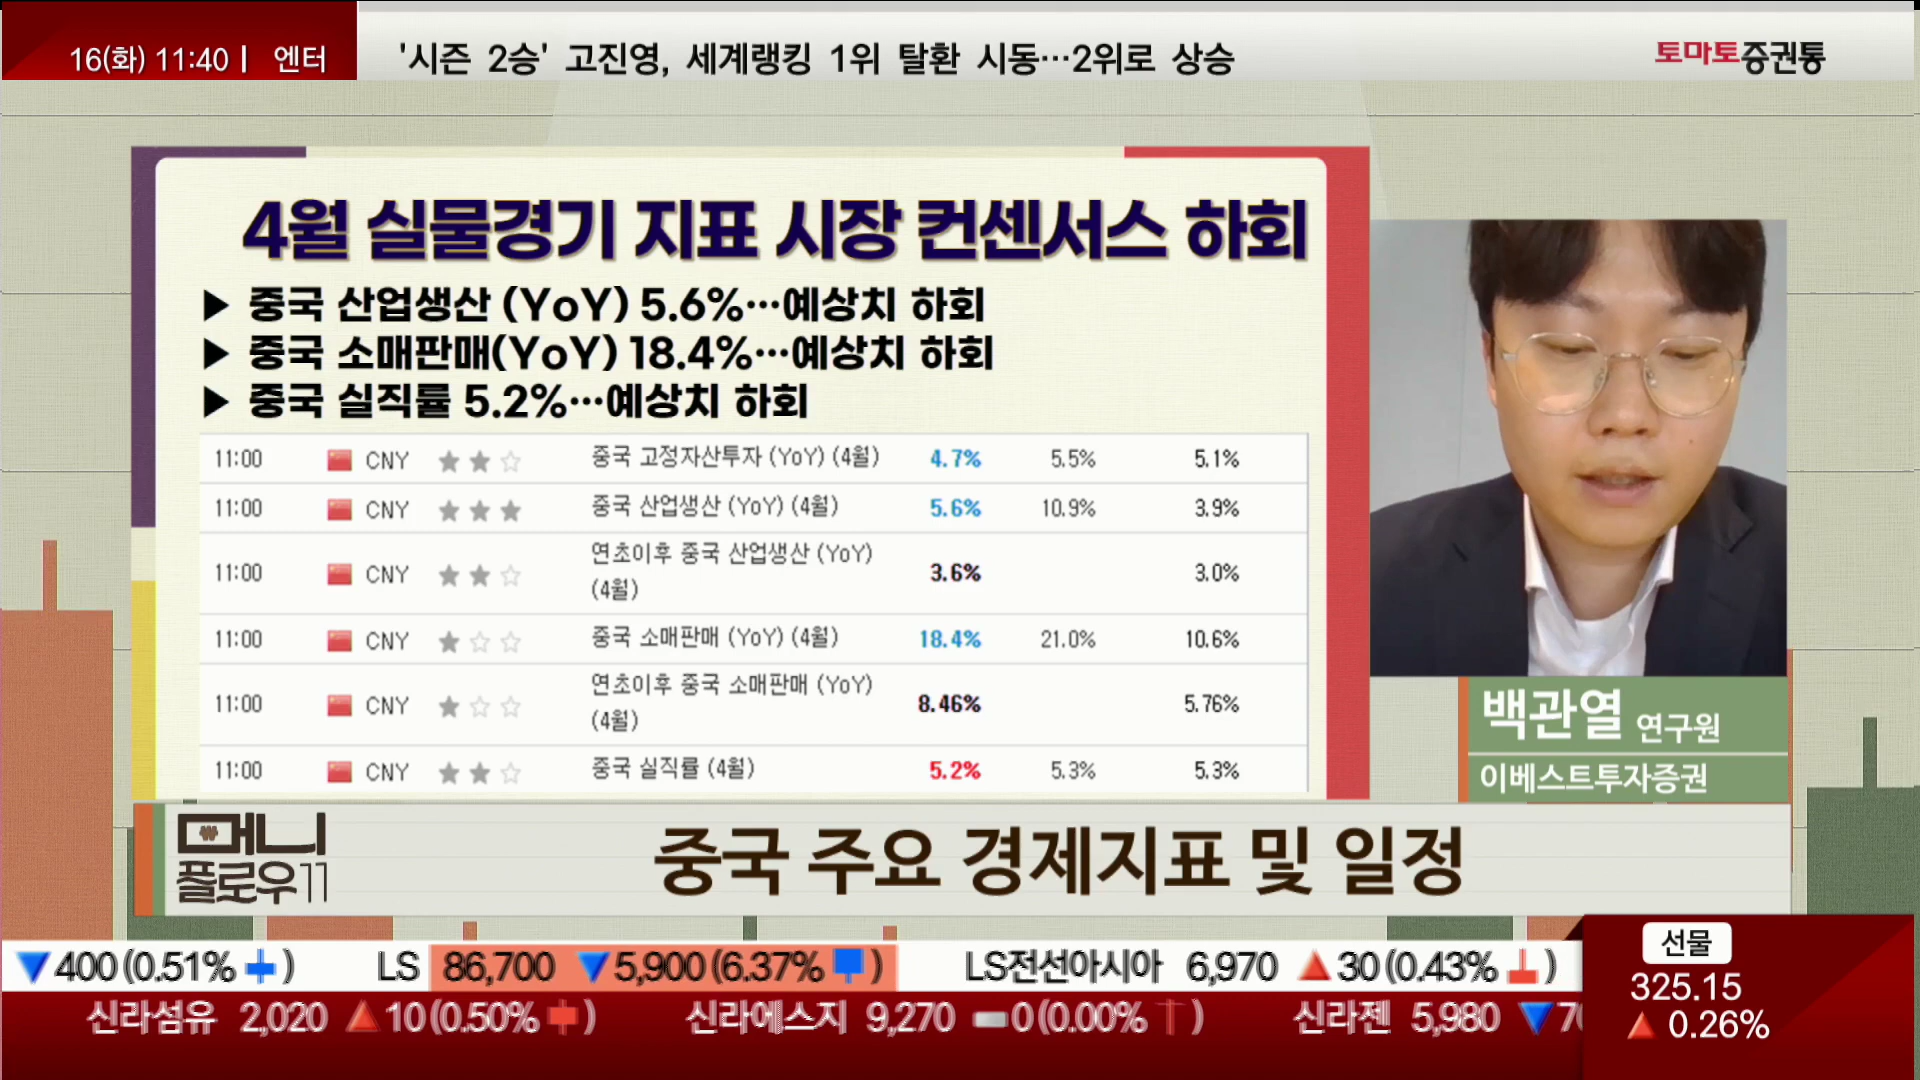 16(화) 11:40 | 엔터
'시즌 2승' 고진영, 세계랭킹 1위 탈환 시동…2위로 상승
토마토증권통
4월 실물경기 지표 시장 컨센서스 하회
▶ 중국 산업생산 (YoY) 5.6%…예상치 하회
▶ 중국 소매판매(YoY) 18.4%…예상치 하회
▶ 중국 실직률 5.2%…예상치 하회
11:00 CNY ★★☆ 중국 고정자산투자 (YoY) (4월) 4.7% 5.5% 5.1%
11:00 CNY ★★★ 중국 산업생산 (YoY) (4월) 5.6% 10.9% 3.9%
11:00 CNY ★★☆ 연초이후 중국 산업생산 (YoY) 3.6% 3.0%
(4월)
11:00 CNY ★☆☆ 중국 소매판매 (YoY) (4월) 18.4% 21.0% 10.6%
11:00 CNY ★☆☆ 연초이후 중국 소매판매 (YoY) 8.46% 5.76%
(4월)
11:00 CNY ★★☆ 중국 실직률 (4월) 5.2% 5.3% 5.3%
백관열 연구원
이베스트투자증권
머니
플로우11
중국 주요 경제지표 및 일정
▼400(0.51%) LS 86,700 ▼5,900(6.37%) LS전선아시아 6,970 ▲30(0.43%)
신라섬유 2,020 ▲10(0.50%) 신라에스지 9,270 0(0.00%) 신라젠 5,980 ▼
선물
325.15
▲ 0.26%